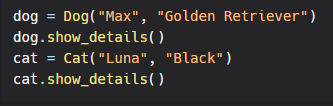 dog = Dog("Max", "Golden Retriever")
dog.show_details()
cat = Cat("Luna", "Black")
cat.show_details()